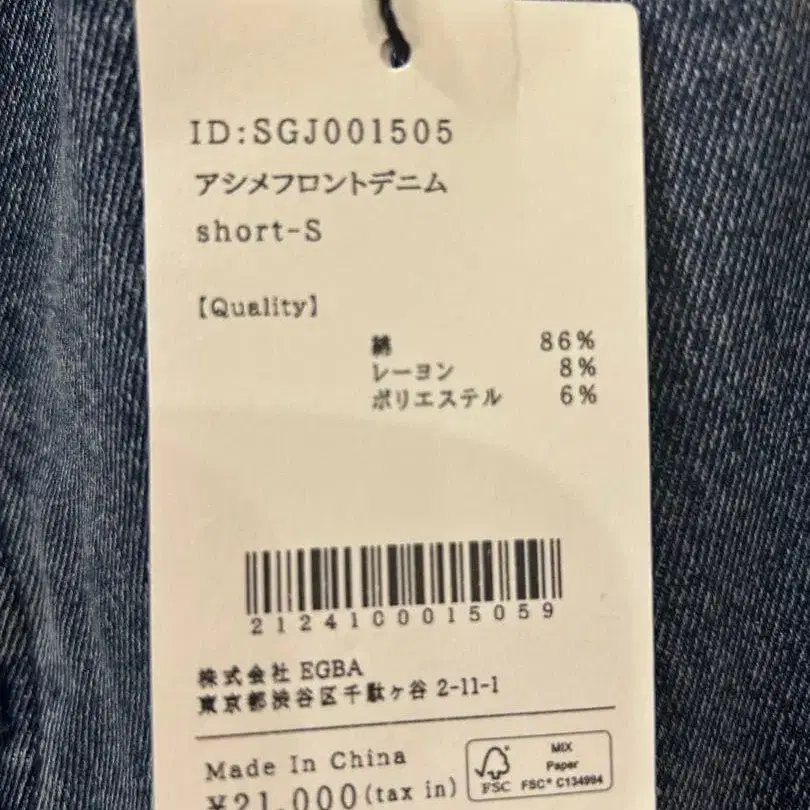 ID:SGJ001505
アシメフロントデニム
short-S
【Quality】
綿 86%
レーヨン 8%
ポリエステル 6%
2124100015059
株式会社 EGBA
東京都渋谷区千駄ヶ谷 2-11-1
Made In China
¥21,000(tax in)
FSC
MIX
Paper
FSC® C134994